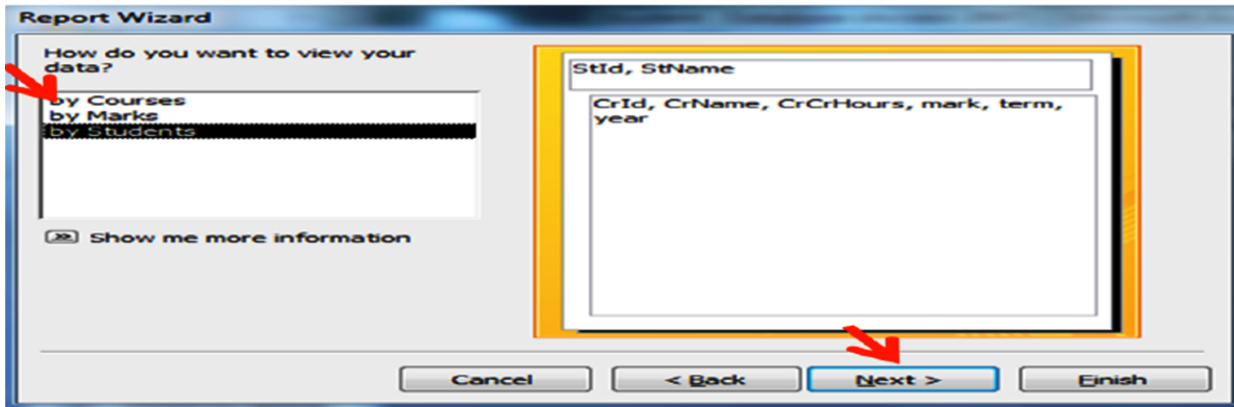 Report Wizard
How do you want to view your
data?
by Courses
by Marks
by Students
Show me more information
StId, StName
CrId, CrName, CrCrHours, mark, term,
year
Cancel
< Back
Next >
Finish